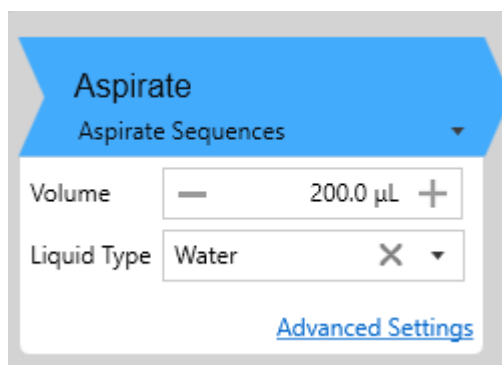 Aspirate
Aspirate Sequences
Volume 200.0 µL
Liquid Type Water
Advanced Settings